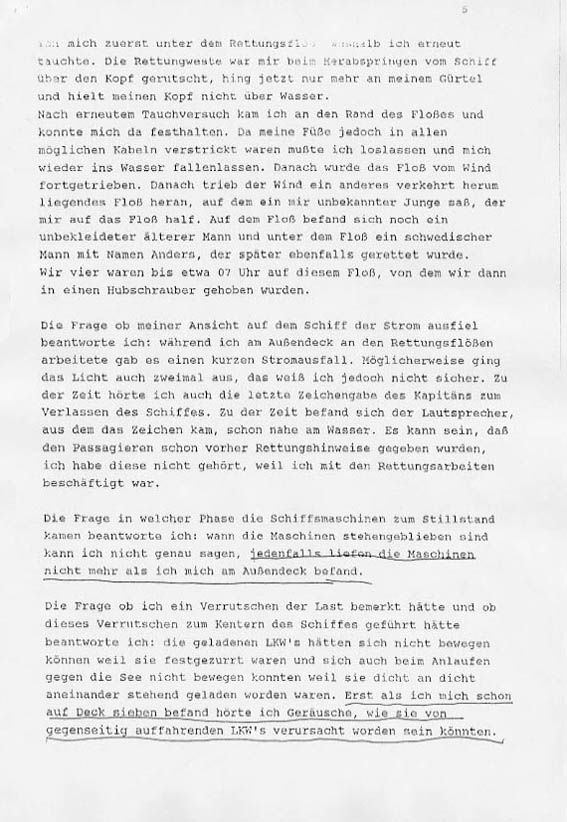 5
mich zuerst unter dem Rettungsfloß weshalb ich erneut
tauchte. Die Rettungweste war mir beim Herabspringen vom Schiff
über den Kopf gerutscht, hing jetzt nur mehr an meinem Gürtel
und hielt meinen Kopf nicht über Wasser.
Nach erneutem Tauchversuch kam ich an den Rand des Floßes und
konnte mich da festhalten. Da meine Füße jedoch in allen
möglichen Kabeln verstrickt waren mußte ich loslassen und mich
wieder ins Wasser fallenlassen. Danach wurde das Floß vom Wind
fortgetrieben. Danach trieb der Wind ein anderes verkehrt herum
liegendes Floß heran, auf dem ein mir unbekannter Junge saß, der
mir auf das Floß half. Auf dem Floß befand sich noch ein
unbekleideter älterer Mann und unter dem Floß ein schwedischer
Mann mit Namen Anders, der später ebenfalls gerettet wurde.
Wir vier waren bis etwa 07 Uhr auf diesem Floß, von dem wir dann
in einen Hubschrauber gehoben wurden.
Die Frage ob meiner Ansicht auf dem Schiff der Strom ausfiel
beantworte ich: während ich am Außendeck an den Rettungsflößen
arbeitete gab es einen kurzen Stromausfall. Möglicherweise ging
das Licht auch zweimal aus, das weiß ich jedoch nicht sicher. Zu
der Zeit hörte ich auch die letzte Zeichengabe des Kapitäns zum
Verlassen des Schiffes. Zu der Zeit befand sich der Lautsprecher,
aus dem das Zeichen kam, schon nahe am Wasser. Es kann sein, daß
den Passagieren schon vorher Rettungshinweise gegeben wurden,
ich habe diese nicht gehört, weil ich mit den Rettungsarbeiten
beschäftigt war.
Die Frage in welcher Phase die Schiffsmaschinen zum Stillstand
kamen beantworte ich: wann die Maschinen stehengeblieben sind
kann ich nicht genau sagen, jedenfalls liefen die Maschinen
nicht mehr als ich mich am Außendeck befand.
Die Frage ob ich ein Verrutschen der Last bemerkt hätte und ob
dieses Verrutschen zum Kentern des Schiffes geführt hätte
beantworte ich: die geladenen LKW's hätten sich nicht bewegen
können weil sie festgezurrt waren und sich auch beim Anlaufen
gegen die See nicht bewegen konnten weil sie dicht an dicht
aneinander stehend geladen worden waren. Erst als ich mich schon
auf Deck sieben befand hörte ich Geräusche, wie sie von
gegenseitig auffahrenden LKW's verursacht worden sein könnten.